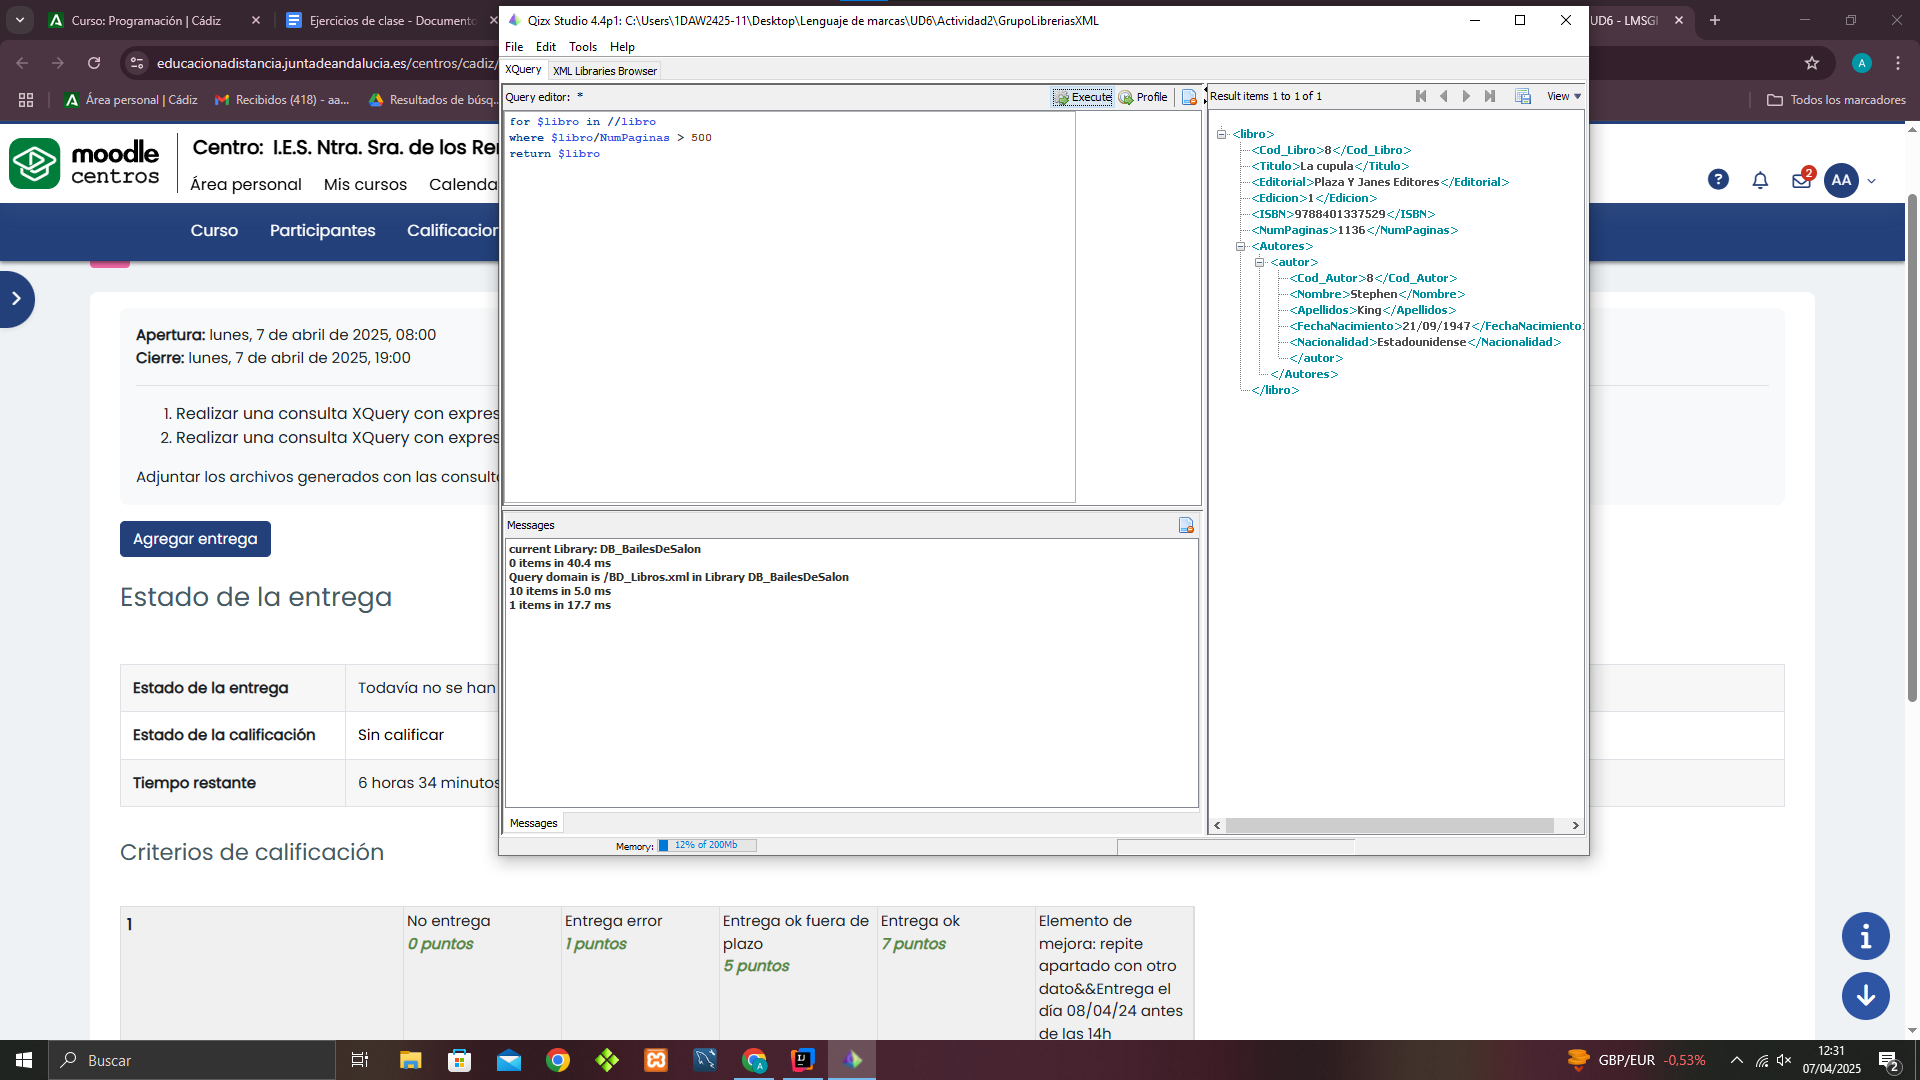 Curso: Programación | Cádiz
Ejercicios de clase - Documento
UD6 - LMSGI
educacionadistancia.juntadeandalucia.es/centros/cadiz/
A
Área personal | Cádiz
Recibidos (418) - aa...
Resultados de búsq...
Todos los marcadores
moodle
centros
Centro: I.E.S. Ntra. Sra. de los Re
Área personal
Mis cursos
Calenda
2
AA
Curso
Participantes
Calificacion
Apertura: lunes, 7 de abril de 2025, 08:00
Cierre: lunes, 7 de abril de 2025, 19:00
1. Realizar una consulta XQuery con expres
2. Realizar una consulta XQuery con expres
Adjuntar los archivos generados con las consulta
Agregar entrega
Estado de la entrega
Estado de la entrega
Todavía no se han
Estado de la calificación
Sin calificar
Tiempo restante
6 horas 34 minutos
Criterios de calificación
1
No entrega
0 puntos
Entrega error
1 puntos
Entrega ok fuera de
plazo
5 puntos
Entrega ok
7 puntos
Elemento de
mejora: repite
apartado con otro
dato&&Entrega el
día 08/04/24 antes
de las 14h
Qizx Studio 4.4p1: C:\Users\1DAW2425-11\Desktop\Lenguaje de marcas\UD6\Actividad2\GrupoLibreriasXML
File
Edit
Tools
Help
XQuery
XML Libraries Browser
Query editor: *
Execute
Profile
for $libro in //libro
where $libro/NumPaginas > 500
return $libro
Messages
current Library: DB_BailesDeSalon
0 items in 40.4 ms
Query domain is /BD_Libros.xml in Library DB_BailesDeSalon
10 items in 5.0 ms
1 items in 17.7 ms
Messages
Memory:
12% of 200Mb
Result items 1 to 1 of 1
View
<libro>
<Cod_Libro>8</Cod_Libro>
<Titulo>La cupula</Titulo>
<Editorial>Plaza Y Janes Editores</Editorial>
<Edicion>1</Edicion>
<ISBN>9788401337529</ISBN>
<NumPaginas>1136</NumPaginas>
<Autores>
<autor>
<Cod_Autor>8</Cod_Autor>
<Nombre>Stephen</Nombre>
<Apellidos>King</Apellidos>
<FechaNacimiento>21/09/1947</FechaNacimiento>
<Nacionalidad>Estadounidense</Nacionalidad>
</autor>
</Autores>
</libro>
Buscar
GBP/EUR -0,53%
12:31
07/04/2025
2